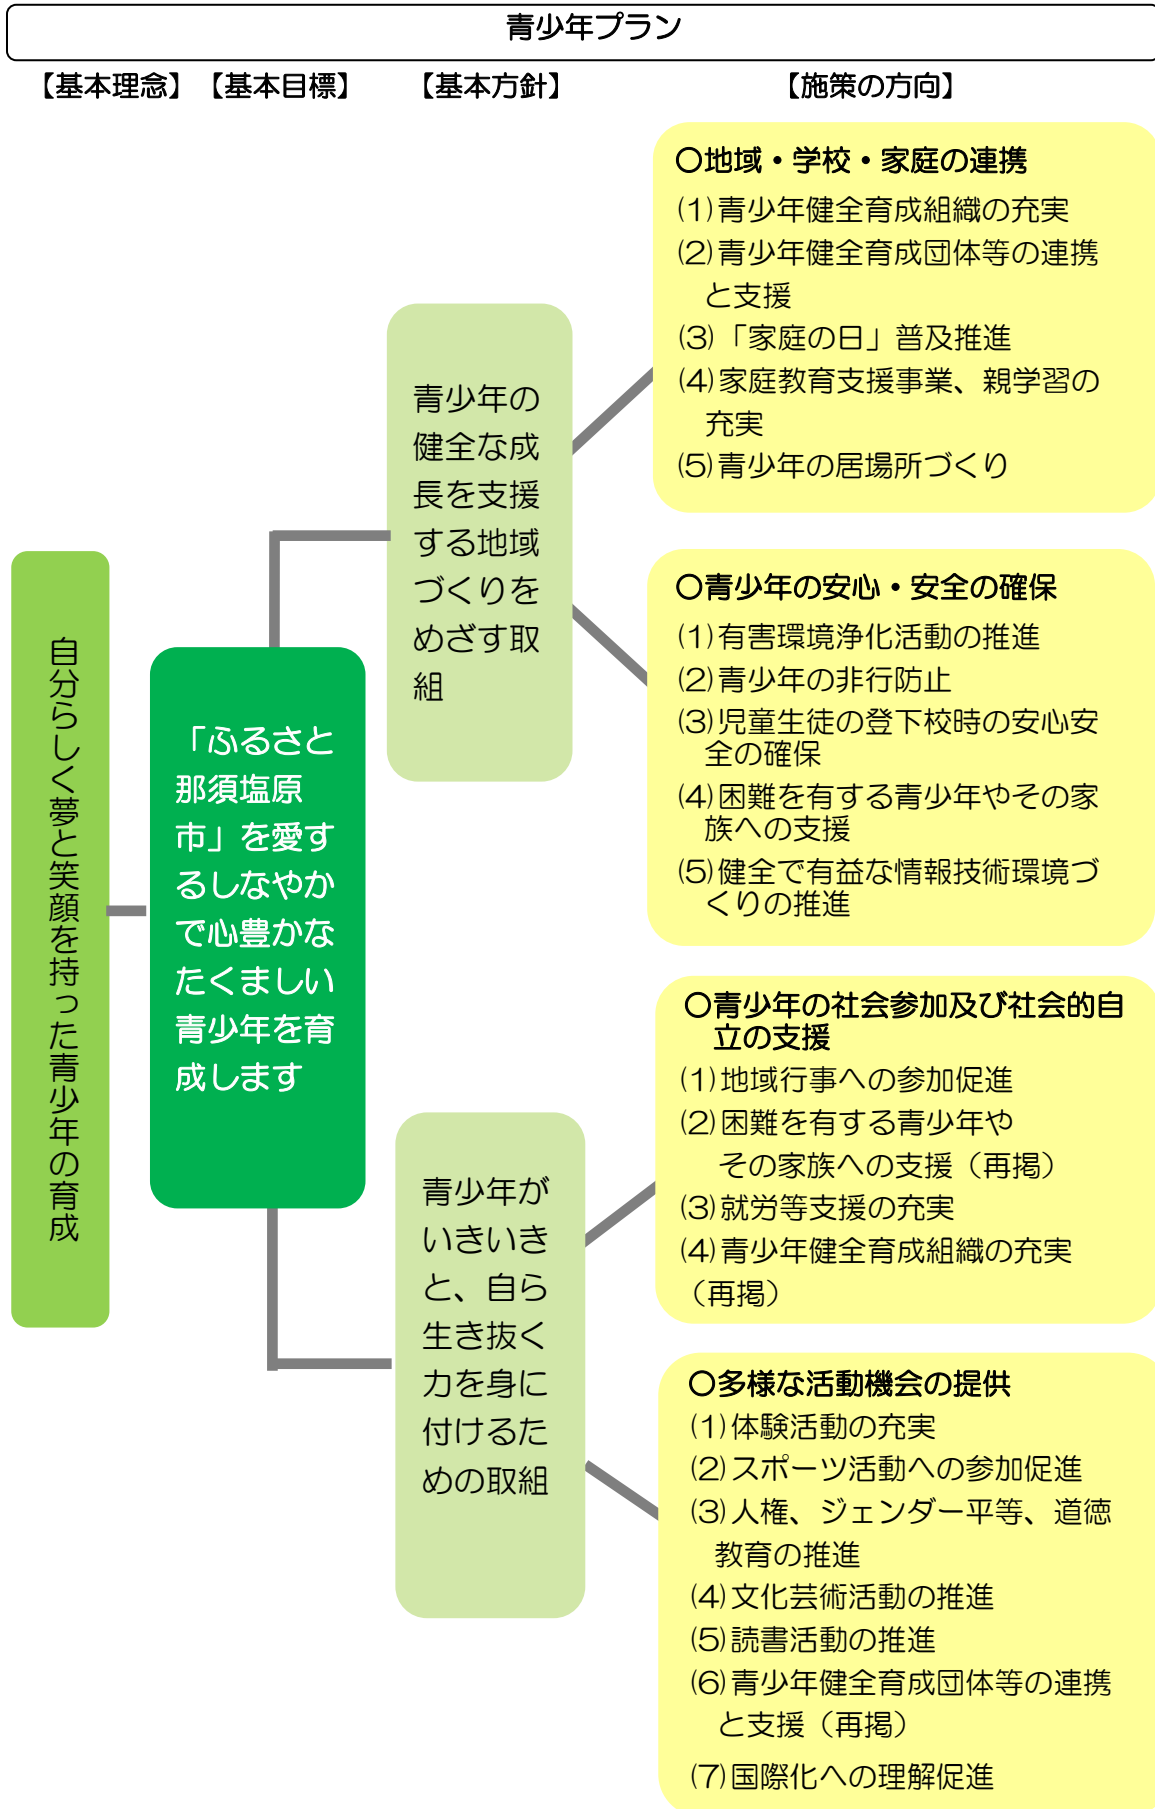 青少年プラン
【基本理念】【基本目標】 【基本方針】 【施策の方向】
自分らしく夢と笑顔を持った青少年の育成
「ふるさと
那須塩原
市」を愛す
るしなやか
で心豊かな
たくましい
青少年を育
成します
青少年の
健全な成
長を支援
する地域
づくりを
めざす取
組
〇地域・学校・家庭の連携
(1)青少年健全育成組織の充実
(2)青少年健全育成団体等の連携
と支援
(3)「家庭の日」普及推進
(4)家庭教育支援事業、親学習の
充実
(5)青少年の居場所づくり
〇青少年の安心・安全の確保
(1)有害環境浄化活動の推進
(2)青少年の非行防止
(3)児童生徒の登下校時の安心安
全の確保
(4)困難を有する青少年やその家
族への支援
(5)健全で有益な情報技術環境づ
くりの推進
青少年が
いきいき
と、自ら
生き抜く
力を身に
付けるた
めの取組
〇青少年の社会参加及び社会的自
立の支援
(1)地域行事への参加促進
(2)困難を有する青少年や
その家族への支援（再掲）
(3)就労等支援の充実
(4)青少年健全育成組織の充実
（再掲）
〇多様な活動機会の提供
(1)体験活動の充実
(2)スポーツ活動への参加促進
(3)人権、ジェンダー平等、道徳
教育の推進
(4)文化芸術活動の推進
(5)読書活動の推進
(6)青少年健全育成団体等の連携
と支援（再掲）
(7)国際化への理解促進